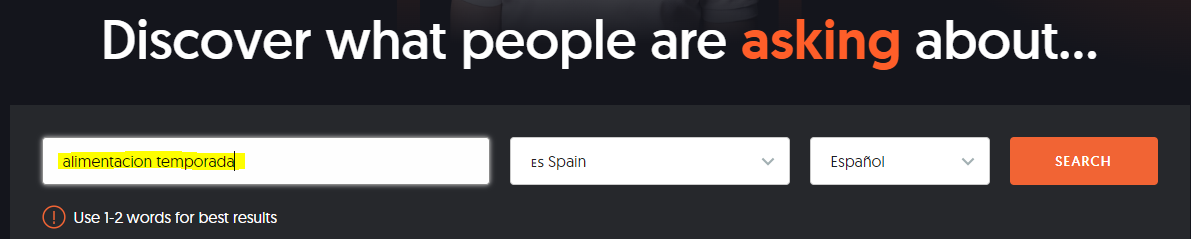 Discover what people are asking about...
alimentacion temporada
ES Spain
Español
SEARCH
Use 1-2 words for best results